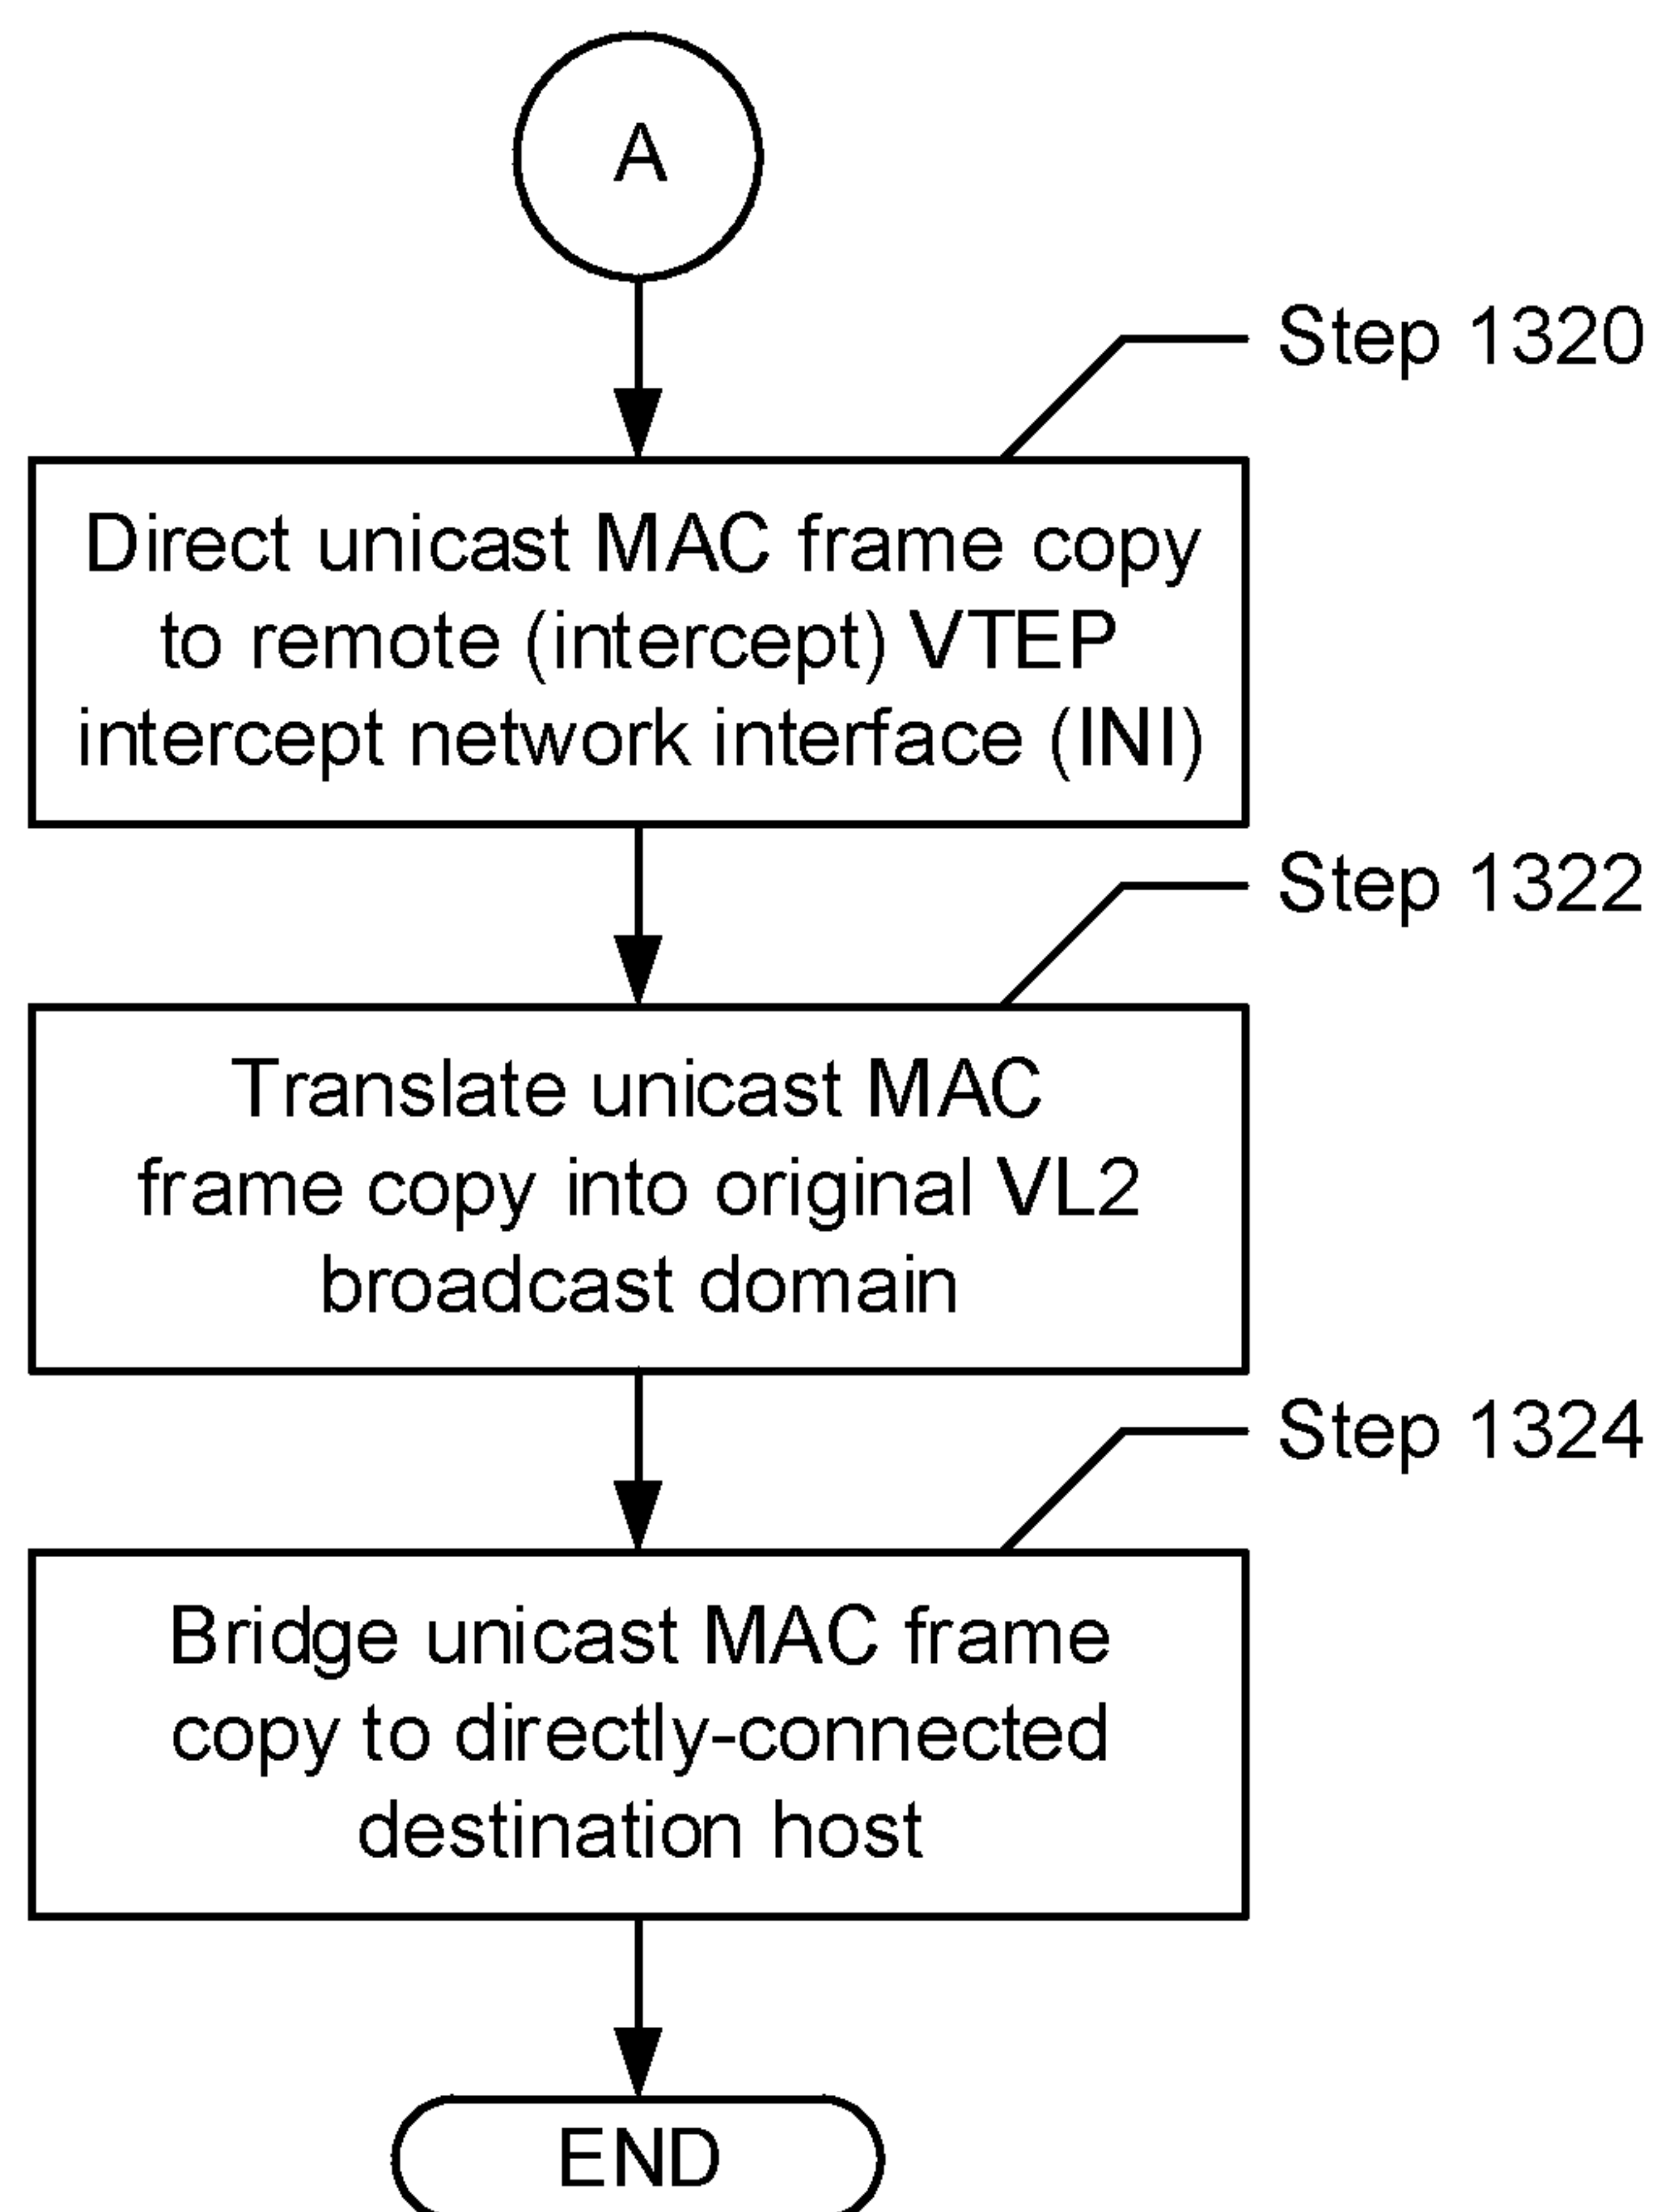 A
Step 1320
Direct unicast MAC frame copy
to remote (intercept) VTEP
intercept network interface (INI)
Step 1322
Translate unicast MAC
frame copy into original VL2
broadcast domain
Step 1324
Bridge unicast MAC frame
copy to directly-connected
destination host
END